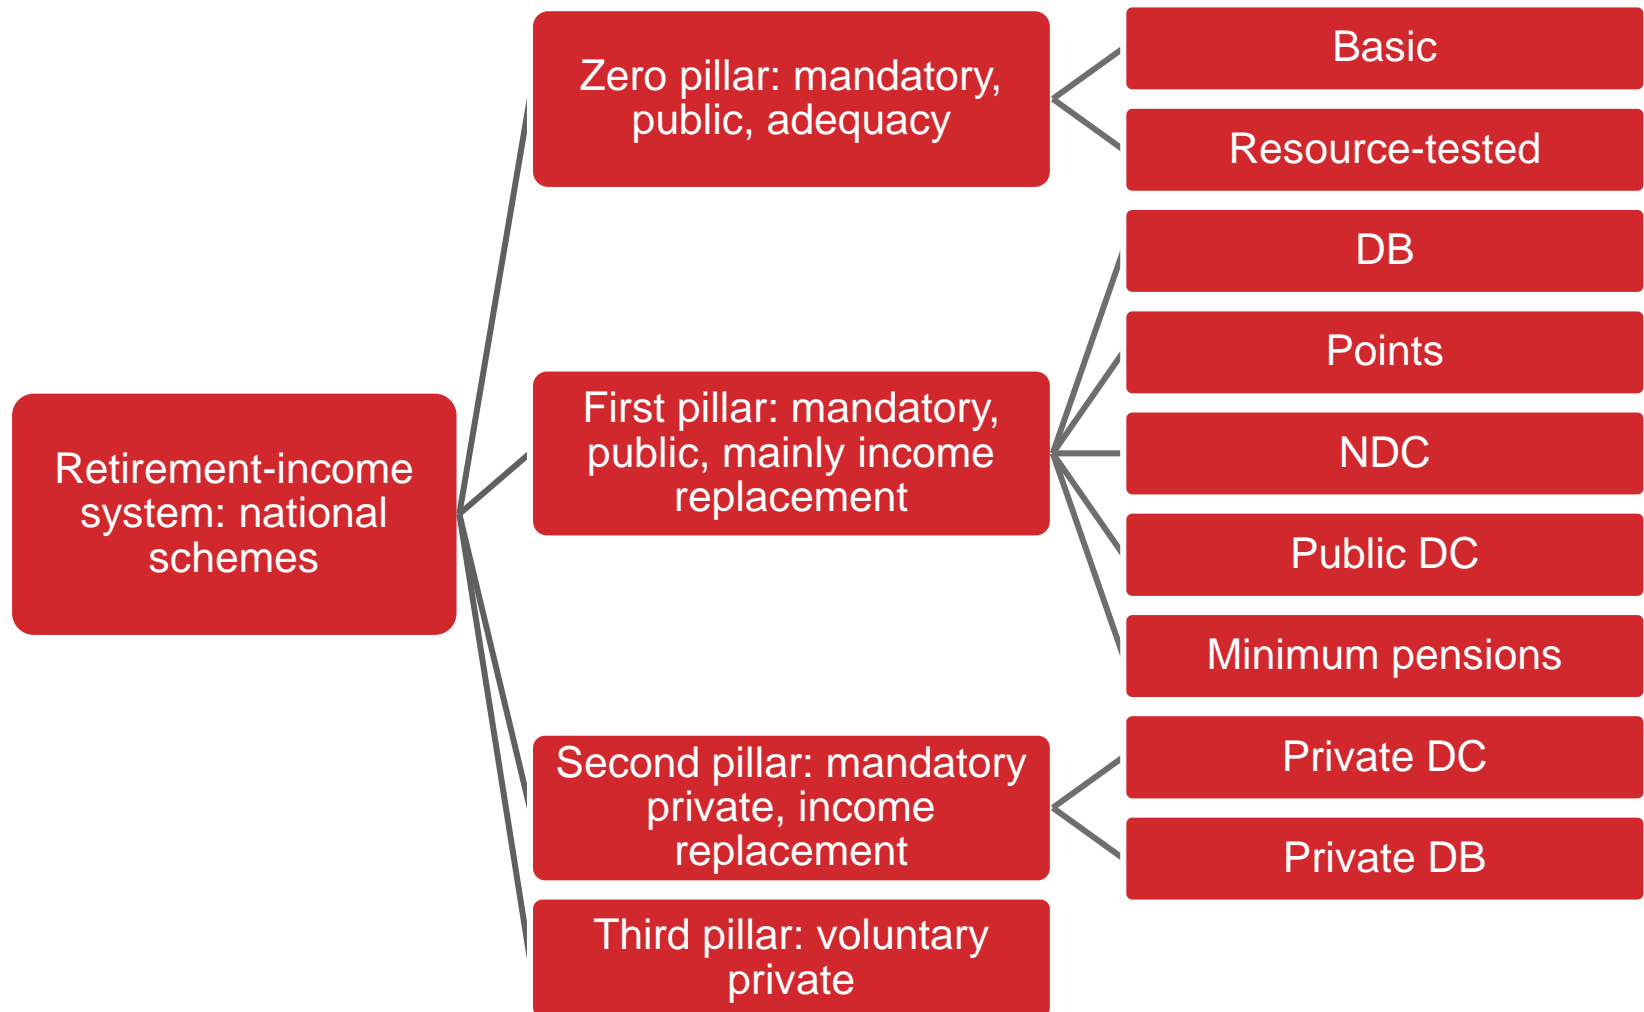 Retirement-income
system: national
schemes
Zero pillar: mandatory,
public, adequacy
Basic
Resource-tested
First pillar: mandatory,
public, mainly income
replacement
DB
Points
NDC
Public DC
Minimum pensions
Second pillar: mandatory
private, income
replacement
Private DC
Private DB
Third pillar: voluntary
private